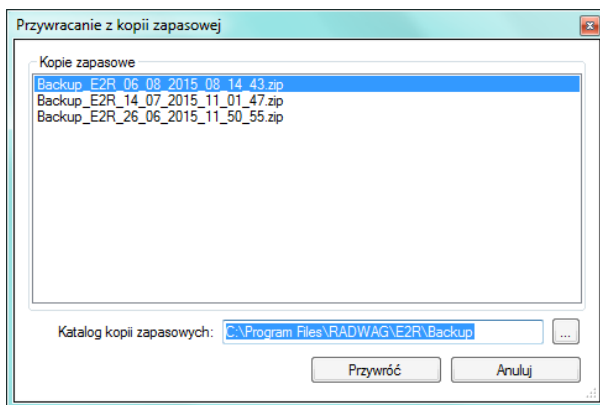 Przywracanie z kopii zapasowej
Kopie zapasowe
Backup_E2R_06_08_2015_08_14_43.zip
Backup_E2R_14_07_2015_11_01_47.zip
Backup_E2R_26_06_2015_11_50_55.zip
Katalog kopii zapasowych: C:\Program Files\RADWAG\E2R\Backup ...
Przywróć Anuluj